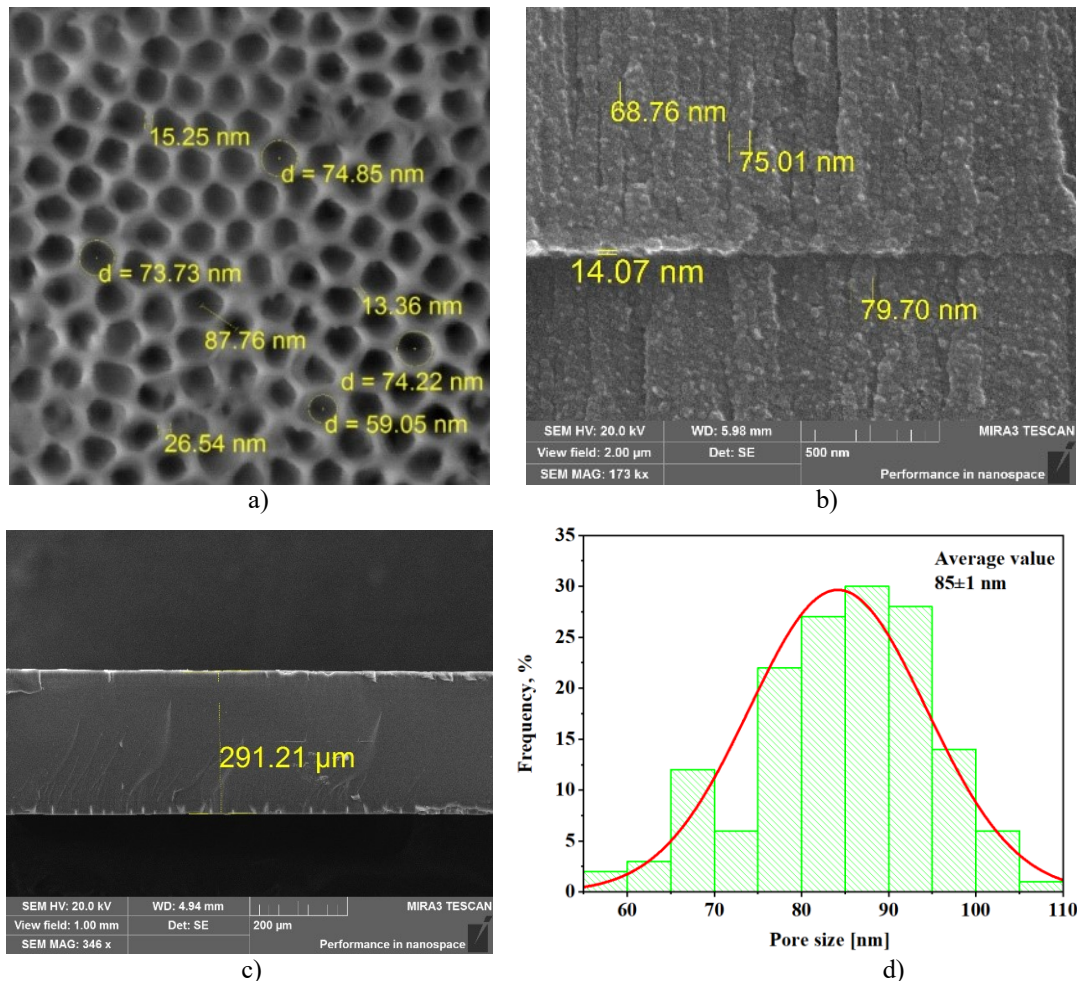 15.25 nm
d = 74.85 nm
d = 73.73 nm
13.36 nm
87.76 nm
d = 74.22 nm
d = 59.05 nm
26.54 nm
a)
68.76 nm
75.01 nm
14.07 nm
79.70 nm
SEM HV: 20.0 kV WD: 5.98 mm MIRA3 TESCAN
View field: 2.00 µm Det: SE 500 nm
SEM MAG: 173 kx Performance in nanospace
b)
291.21 µm
SEM HV: 20.0 kV WD: 4.94 mm MIRA3 TESCAN
View field: 1.00 mm Det: SE 200 µm
SEM MAG: 346 x Performance in nanospace
c)
Average value
85±1 nm
Frequency, %
35
30
25
20
15
10
5
0
60 70 80 90 100 110
Pore size [nm]
d)